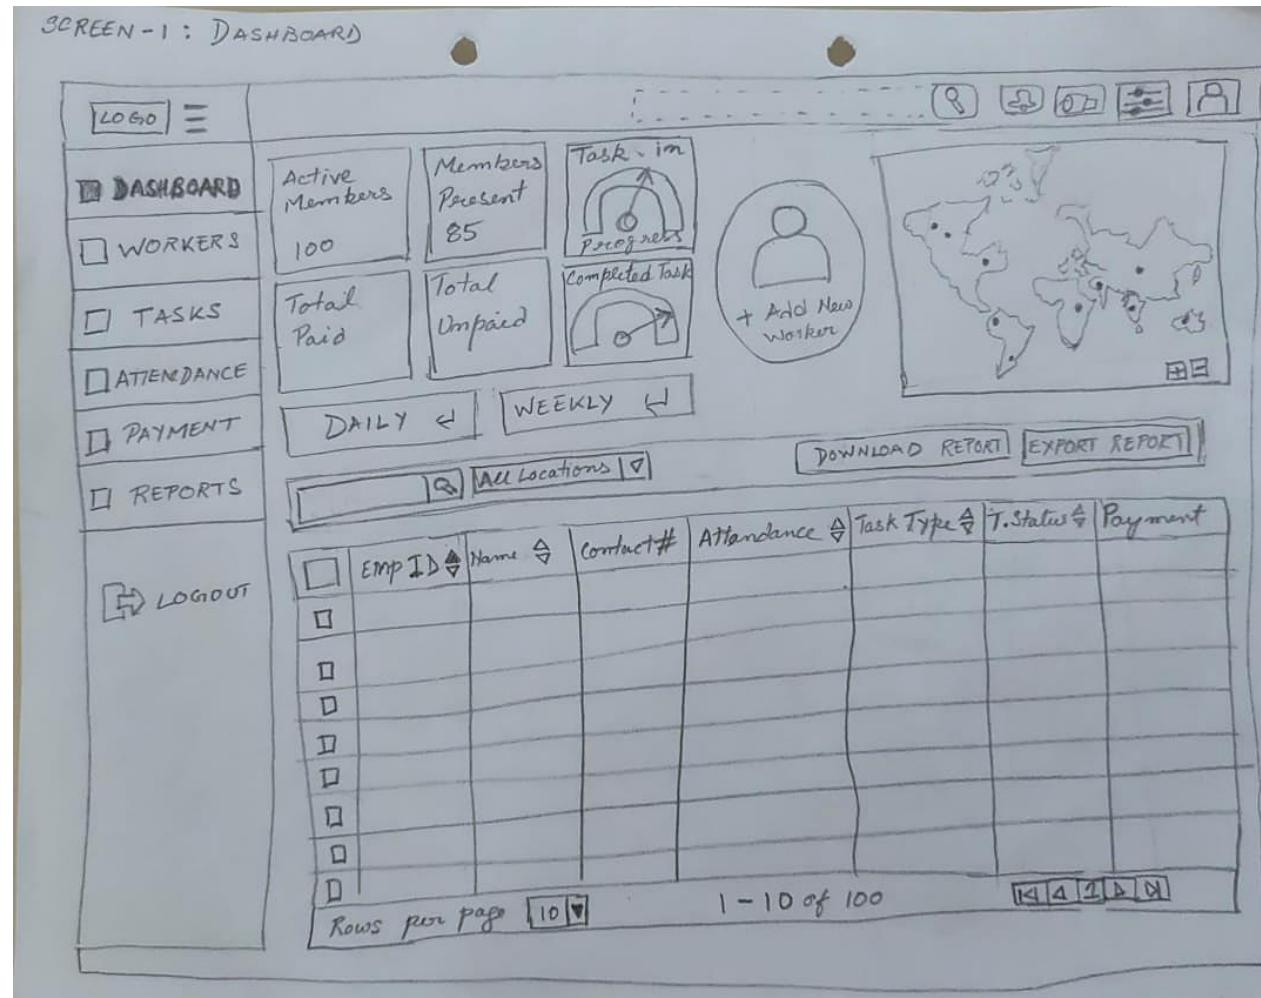 SCREEN-1: DASHBOARD
LOGO
DASHBOARD
WORKERS
TASKS
ATTENDANCE
PAYMENT
REPORTS
LOGOUT
Active
Members
100
Members
Present
85
Task-in
Progress
Total
Paid
Total
Unpaid
Completed Task
+ Add New
Worker
DAILY
WEEKLY
All Locations
DOWNLOAD REPORT
EXPORT REPORT
Emp ID
Name
Contact#
Attandance
Task Type
T.Status
Payment
Rows per page 10
1-10 of 100
1